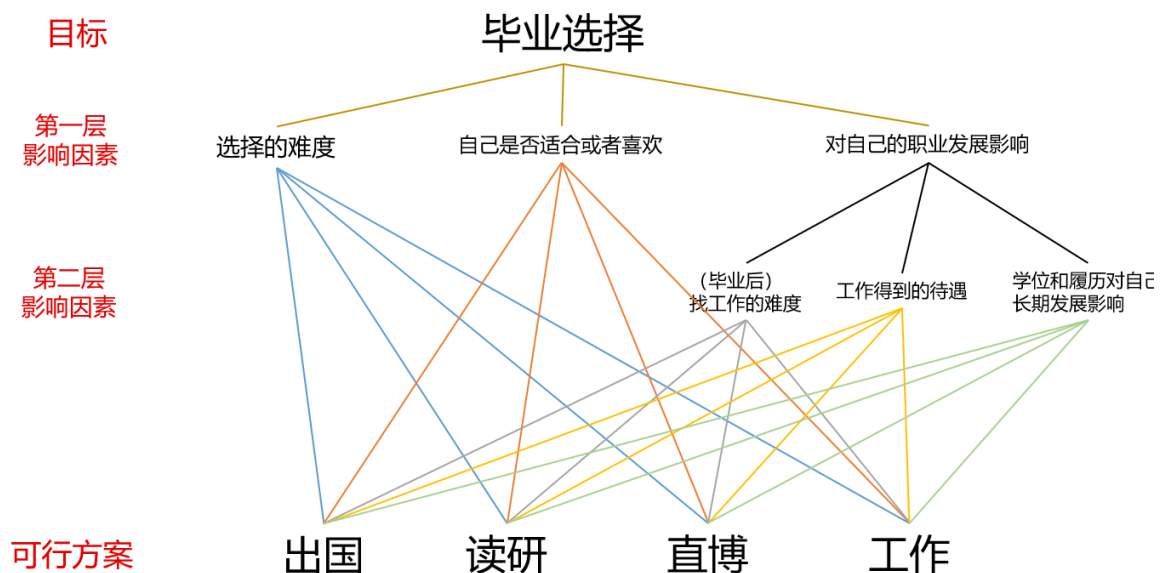 目标
毕业选择
第一层
影响因素
选择的难度
自己是否适合或者喜欢
对自己的职业发展影响
第二层
影响因素
（毕业后）
找工作的难度
工作得到的待遇
学位和履历对自己
长期发展影响
可行方案
出国
读研
直博
工作